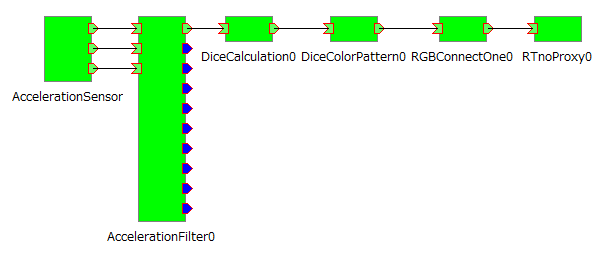 DiceCalculation0
DiceColorPattern0
RGBConnectOne0
RTnoProxy0
AccelerationSensor
AccelerationFilter0